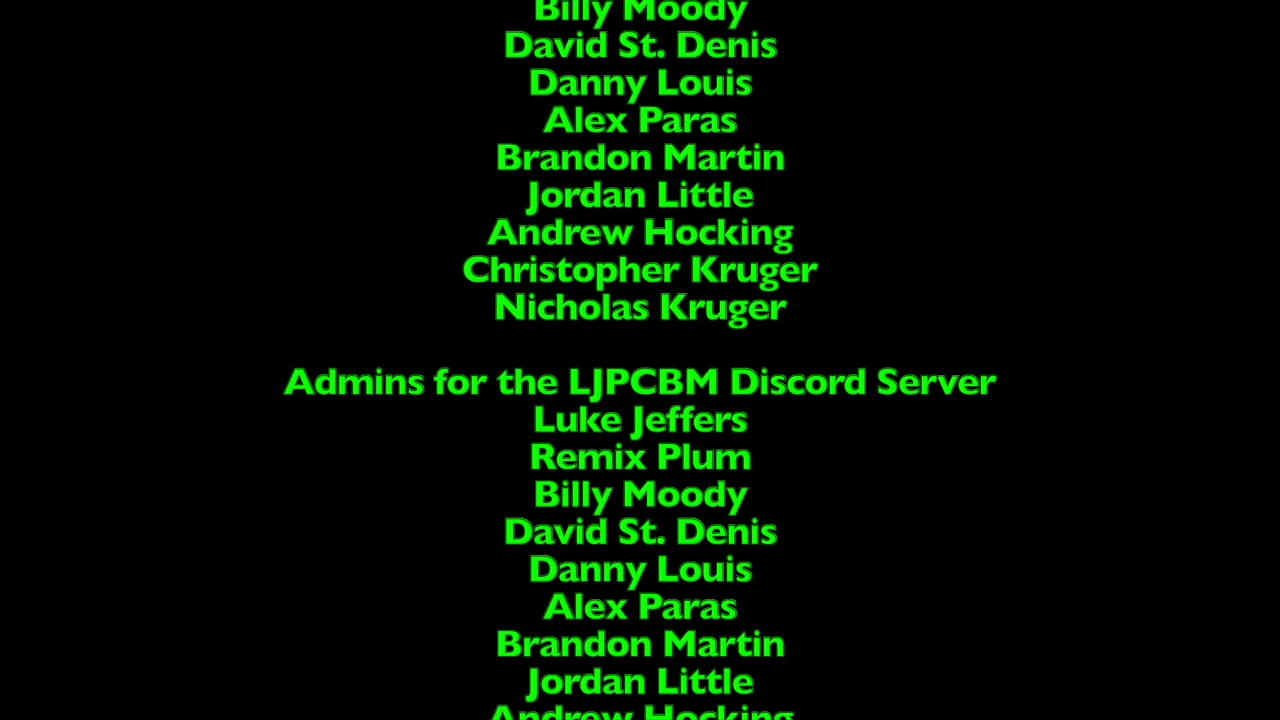 Billy Moody
David St. Denis
Danny Louis
Alex Paras
Brandon Martin
Jordan Little
Andrew Hocking
Christopher Kruger
Nicholas Kruger
Admins for the LJPCBM Discord Server
Luke Jeffers
Remix Plum
Billy Moody
David St. Denis
Danny Louis
Alex Paras
Brandon Martin
Jordan Little
Andrew Hocking